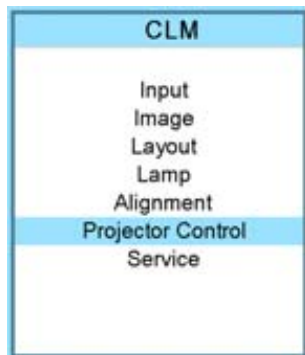 CLM
Input
Image
Layout
Lamp
Alignment
Projector Control
Service